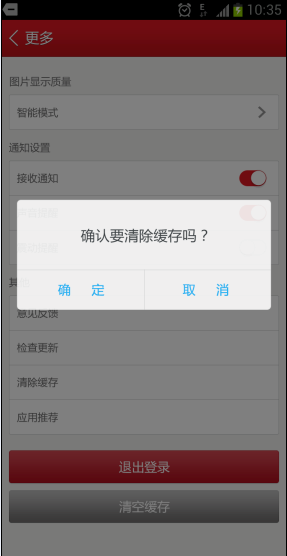 E
10:35
更多
图片显示质量
智能模式
通知设置
接收通知
确认要清除缓存吗？
确 定
取 消
意见反馈
检查更新
清除缓存
应用推荐
退出登录
清空缓存